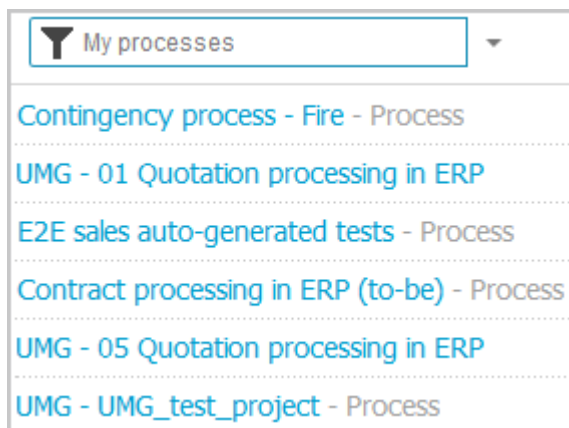 My processes
Contingency process - Fire - Process
UMG - 01 Quotation processing in ERP
E2E sales auto-generated tests - Process
Contract processing in ERP (to-be) - Process
UMG - 05 Quotation processing in ERP
UMG - UMG_test_project - Process